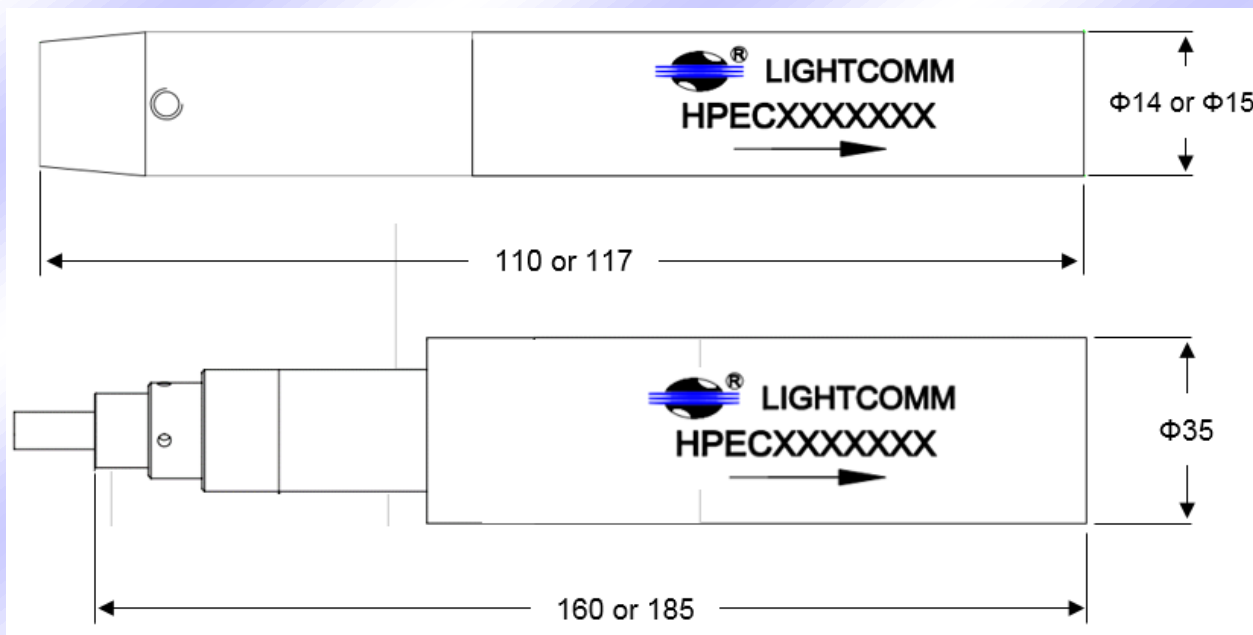 ® LIGHTCOMM
HPECXXXXXXX
Φ14 or Φ15
110 or 117
® LIGHTCOMM
HPECXXXXXXX
Φ35
160 or 185